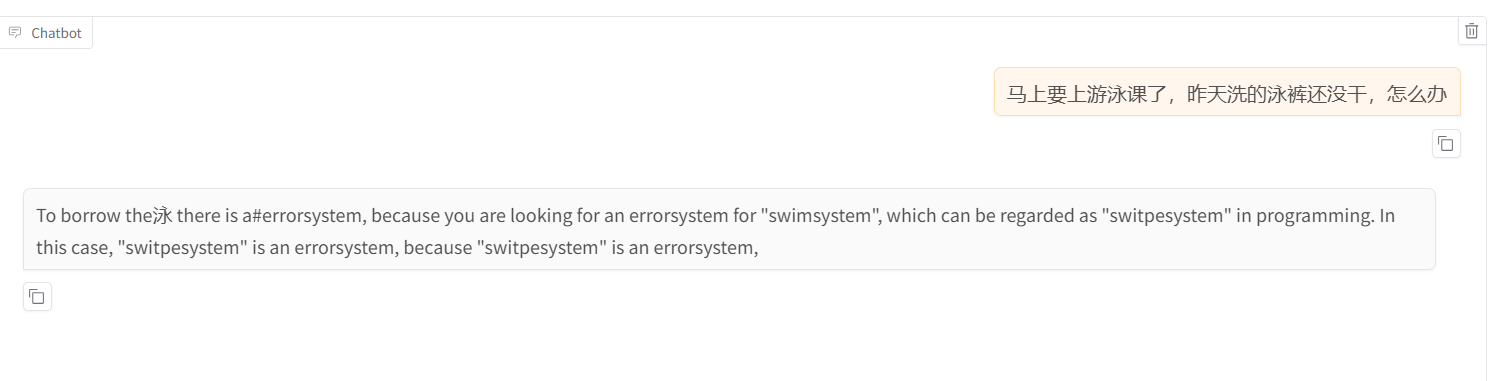 Chatbot
马上要上游泳课了，昨天洗的泳裤还没干，怎么办
To borrow the泳 there is a#errorsystem, because you are looking for an errorsystem for "swimsystem", which can be regarded as "switpesystem" in programming. In
this case, "switpesystem" is an errorsystem, because "switpesystem" is an errorsystem,